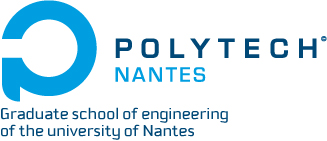 POLYTECH
NANTES
Graduate school of engineering
of the university of Nantes